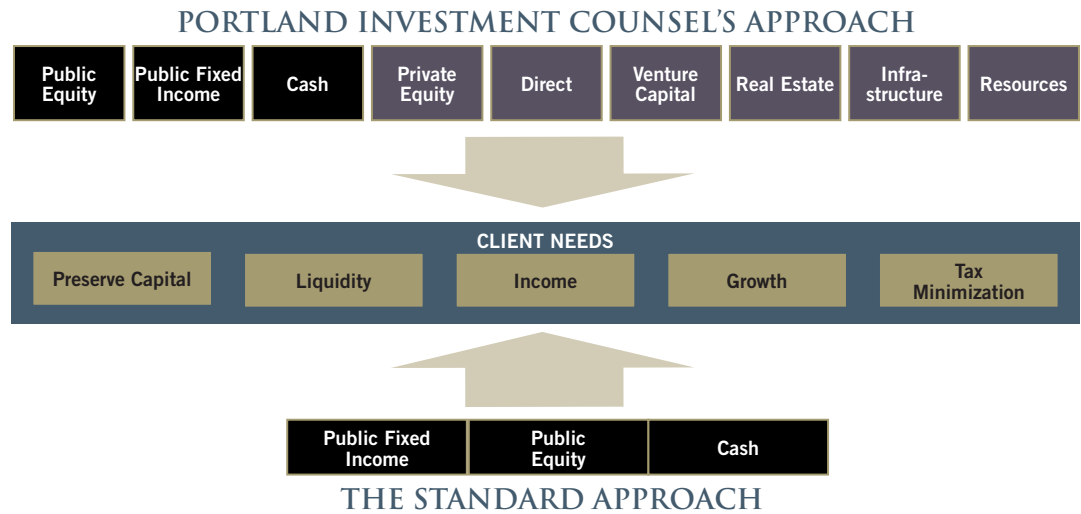 PORTLAND INVESTMENT COUNSEL'S APPROACH
Public
Equity
Public Fixed
Income
Cash
Private
Equity
Direct
Venture
Capital
Real Estate
Infra-
structure
Resources
CLIENT NEEDS
Preserve Capital
Liquidity
Income
Growth
Tax
Minimization
Public Fixed
Income
Public
Equity
Cash
THE STANDARD APPROACH